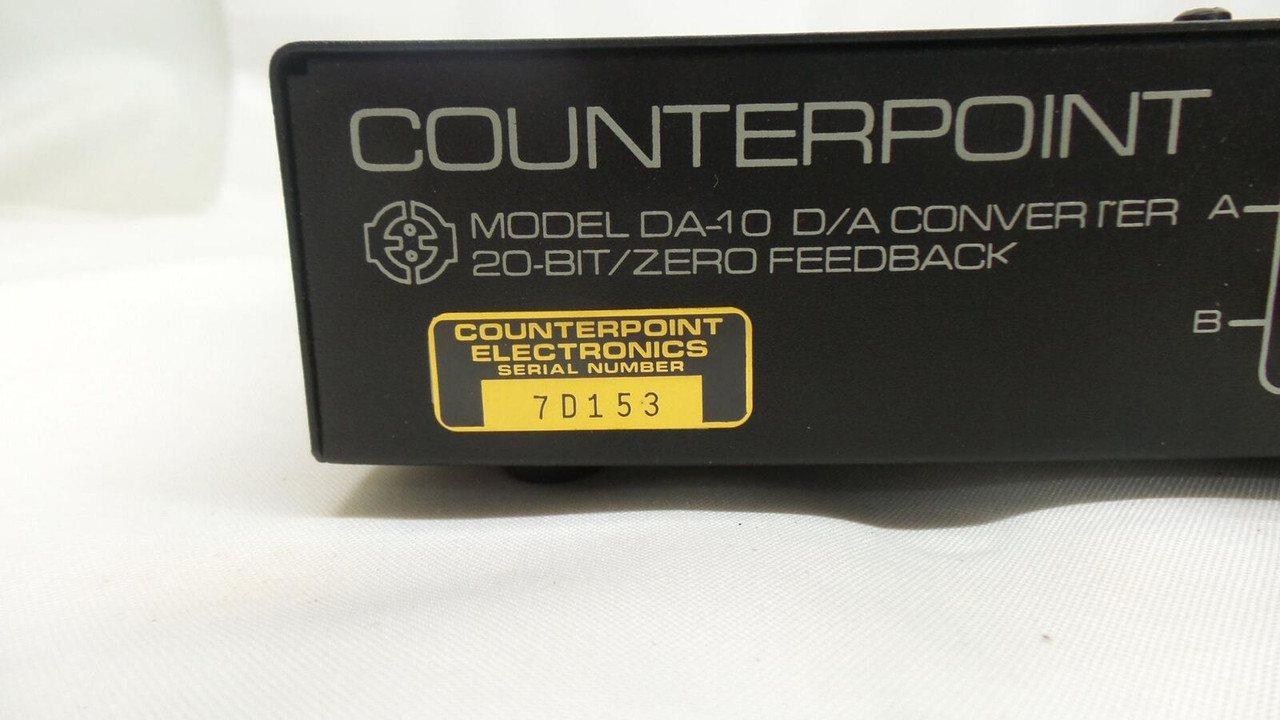 COUNTERPOINT
MODEL DA-10 D/A CONVERTER
20-BIT/ZERO FEEDBACK
A
B
COUNTERPOINT
ELECTRONICS
SERIAL NUMBER
7D153